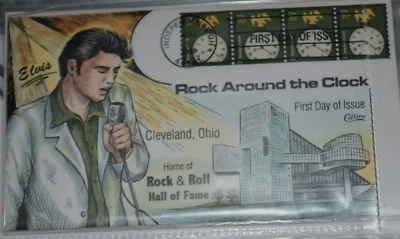 FIRST DAY OF ISSUE
Elvis
Rock Around the Clock
First Day of Issue
Collins
Cleveland, Ohio
Home of
Rock & Roll
Hall of Fame